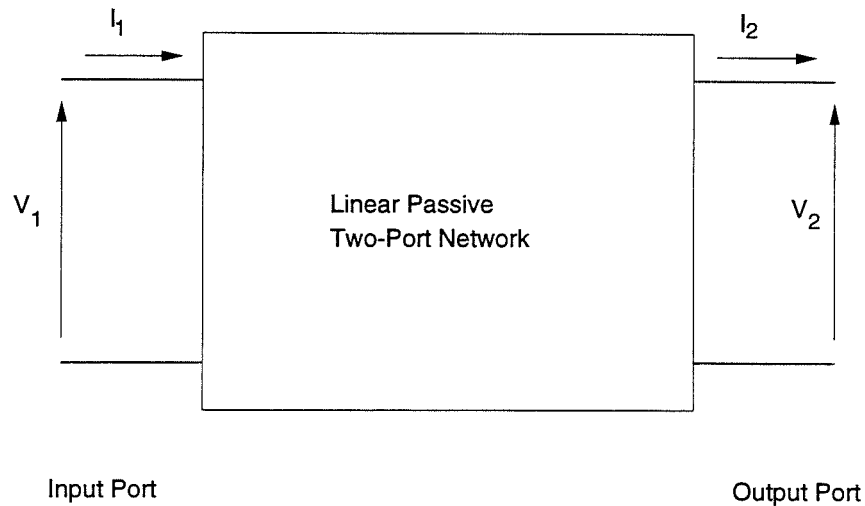 I1
I2
V1
Linear Passive
Two-Port Network
V2
Input Port
Output Port